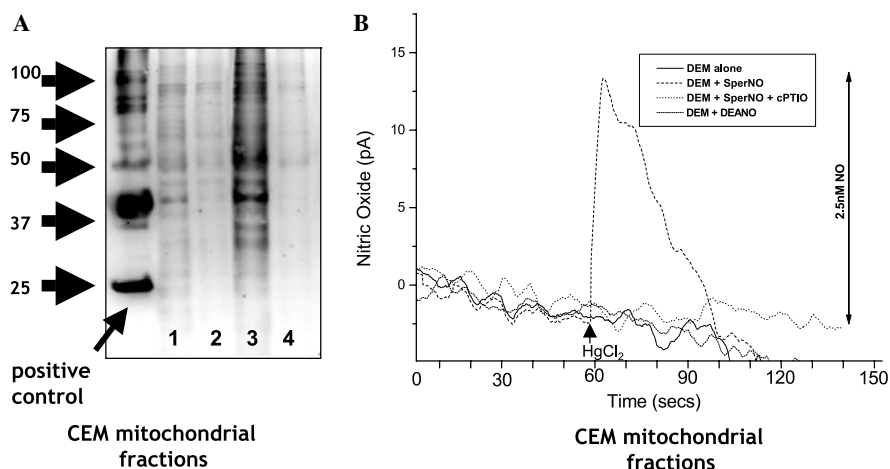 A
100
75
50
37
25
1 2 3 4
positive
control
CEM mitochondrial
fractions
B
Nitric Oxide (pA)
15
10
5
0
DEM alone
DEM + SperNO
DEM + SperNO + cPTIO
DEM + DEANO
2.5nM NO
HgCl2
0 30 60 90 120 150
Time (secs)
CEM mitochondrial
fractions